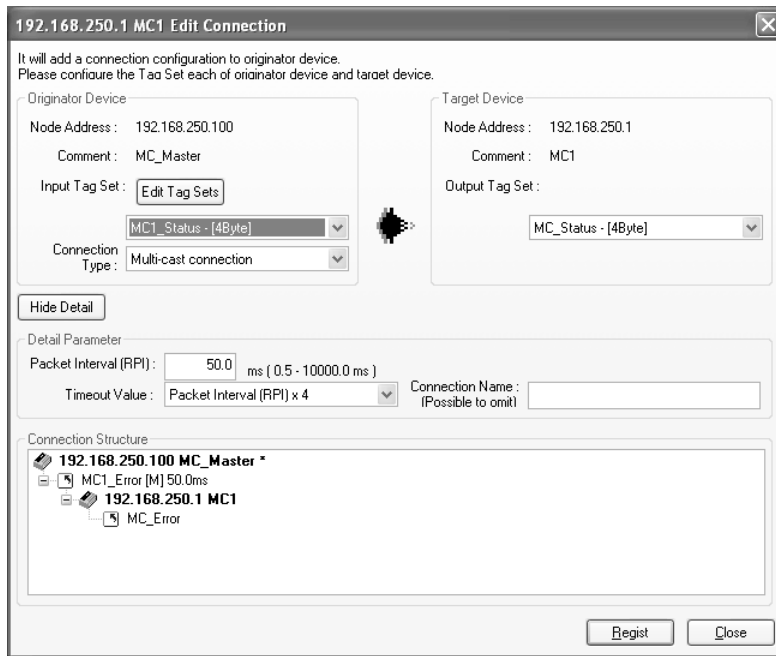 192.168.250.1 MC1 Edit Connection
It will add a connection configuration to originator device.
Please configure the Tag Set each of originator device and target device.
Originator Device
Node Address : 192.168.250.100
Comment : MC_Master
Input Tag Set : Edit Tag Sets
MC1_Status - [4Byte]
Connection
Type : Multi-cast connection
Target Device
Node Address : 192.168.250.1
Comment : MC1
Output Tag Set :
MC_Status - [4Byte]
Hide Detail
Detail Parameter
Packet Interval (RPI) : 50.0 ms ( 0.5 - 10000.0 ms )
Timeout Value : Packet Interval (RPI) x 4
Connection Name :
(Possible to omit)
Connection Structure
192.168.250.100 MC_Master *
MC1_Error [M] 50.0ms
192.168.250.1 MC1
MC_Error
Regist Close